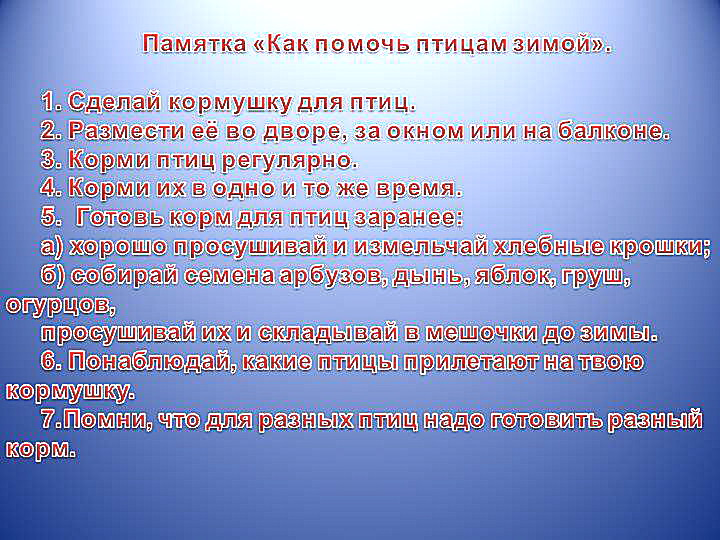 Памятка «Как помочь птицам зимой».
1. Сделай кормушку для птиц.
2. Размести её во дворе, за окном или на балконе.
3. Корми птиц регулярно.
4. Корми их в одно и то же время.
5. Готовь корм для птиц заранее:
а) хорошо просушивай и измельчай хлебные крошки;
б) собирай семена арбузов, дынь, яблок, груш,
огурцов,
просушивай их и складывай в мешочки до зимы.
6. Понаблюдай, какие птицы прилетают на твою
кормушку.
7.Помни, что для разных птиц надо готовить разный
корм.